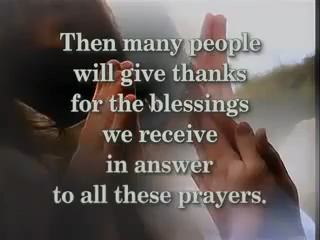 Then many people
will give thanks
for the blessings
we receive
in answer
to all these prayers.